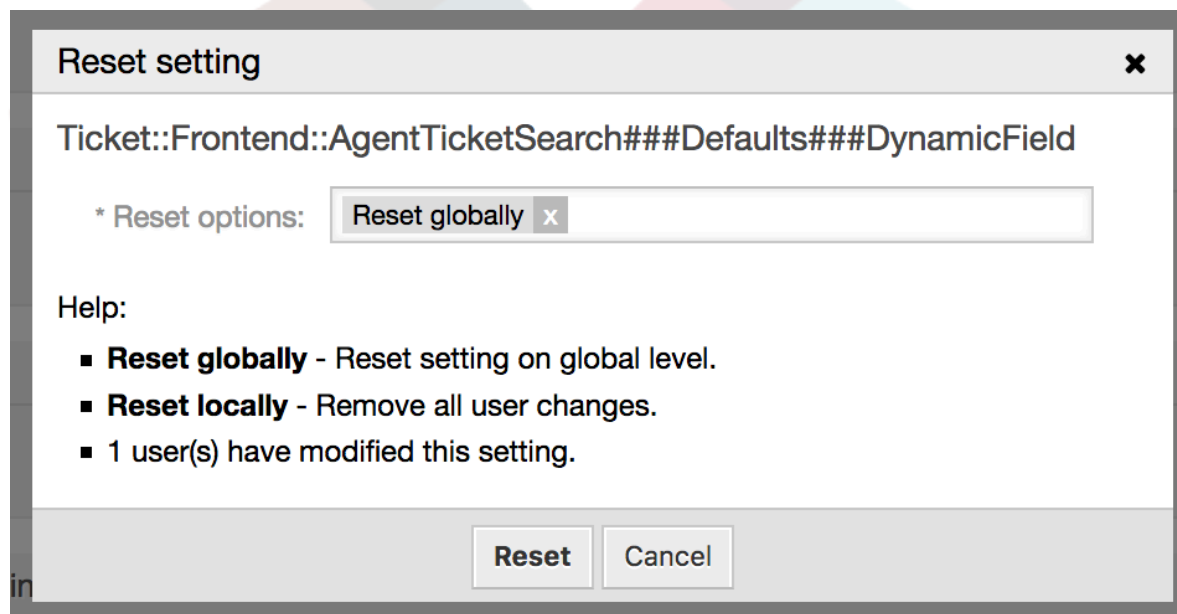 Reset setting
Ticket::Frontend::AgentTicketSearch###Defaults###DynamicField
* Reset options: Reset globally x
Help:
Reset globally - Reset setting on global level.
Reset locally - Remove all user changes.
1 user(s) have modified this setting.
Reset Cancel
in